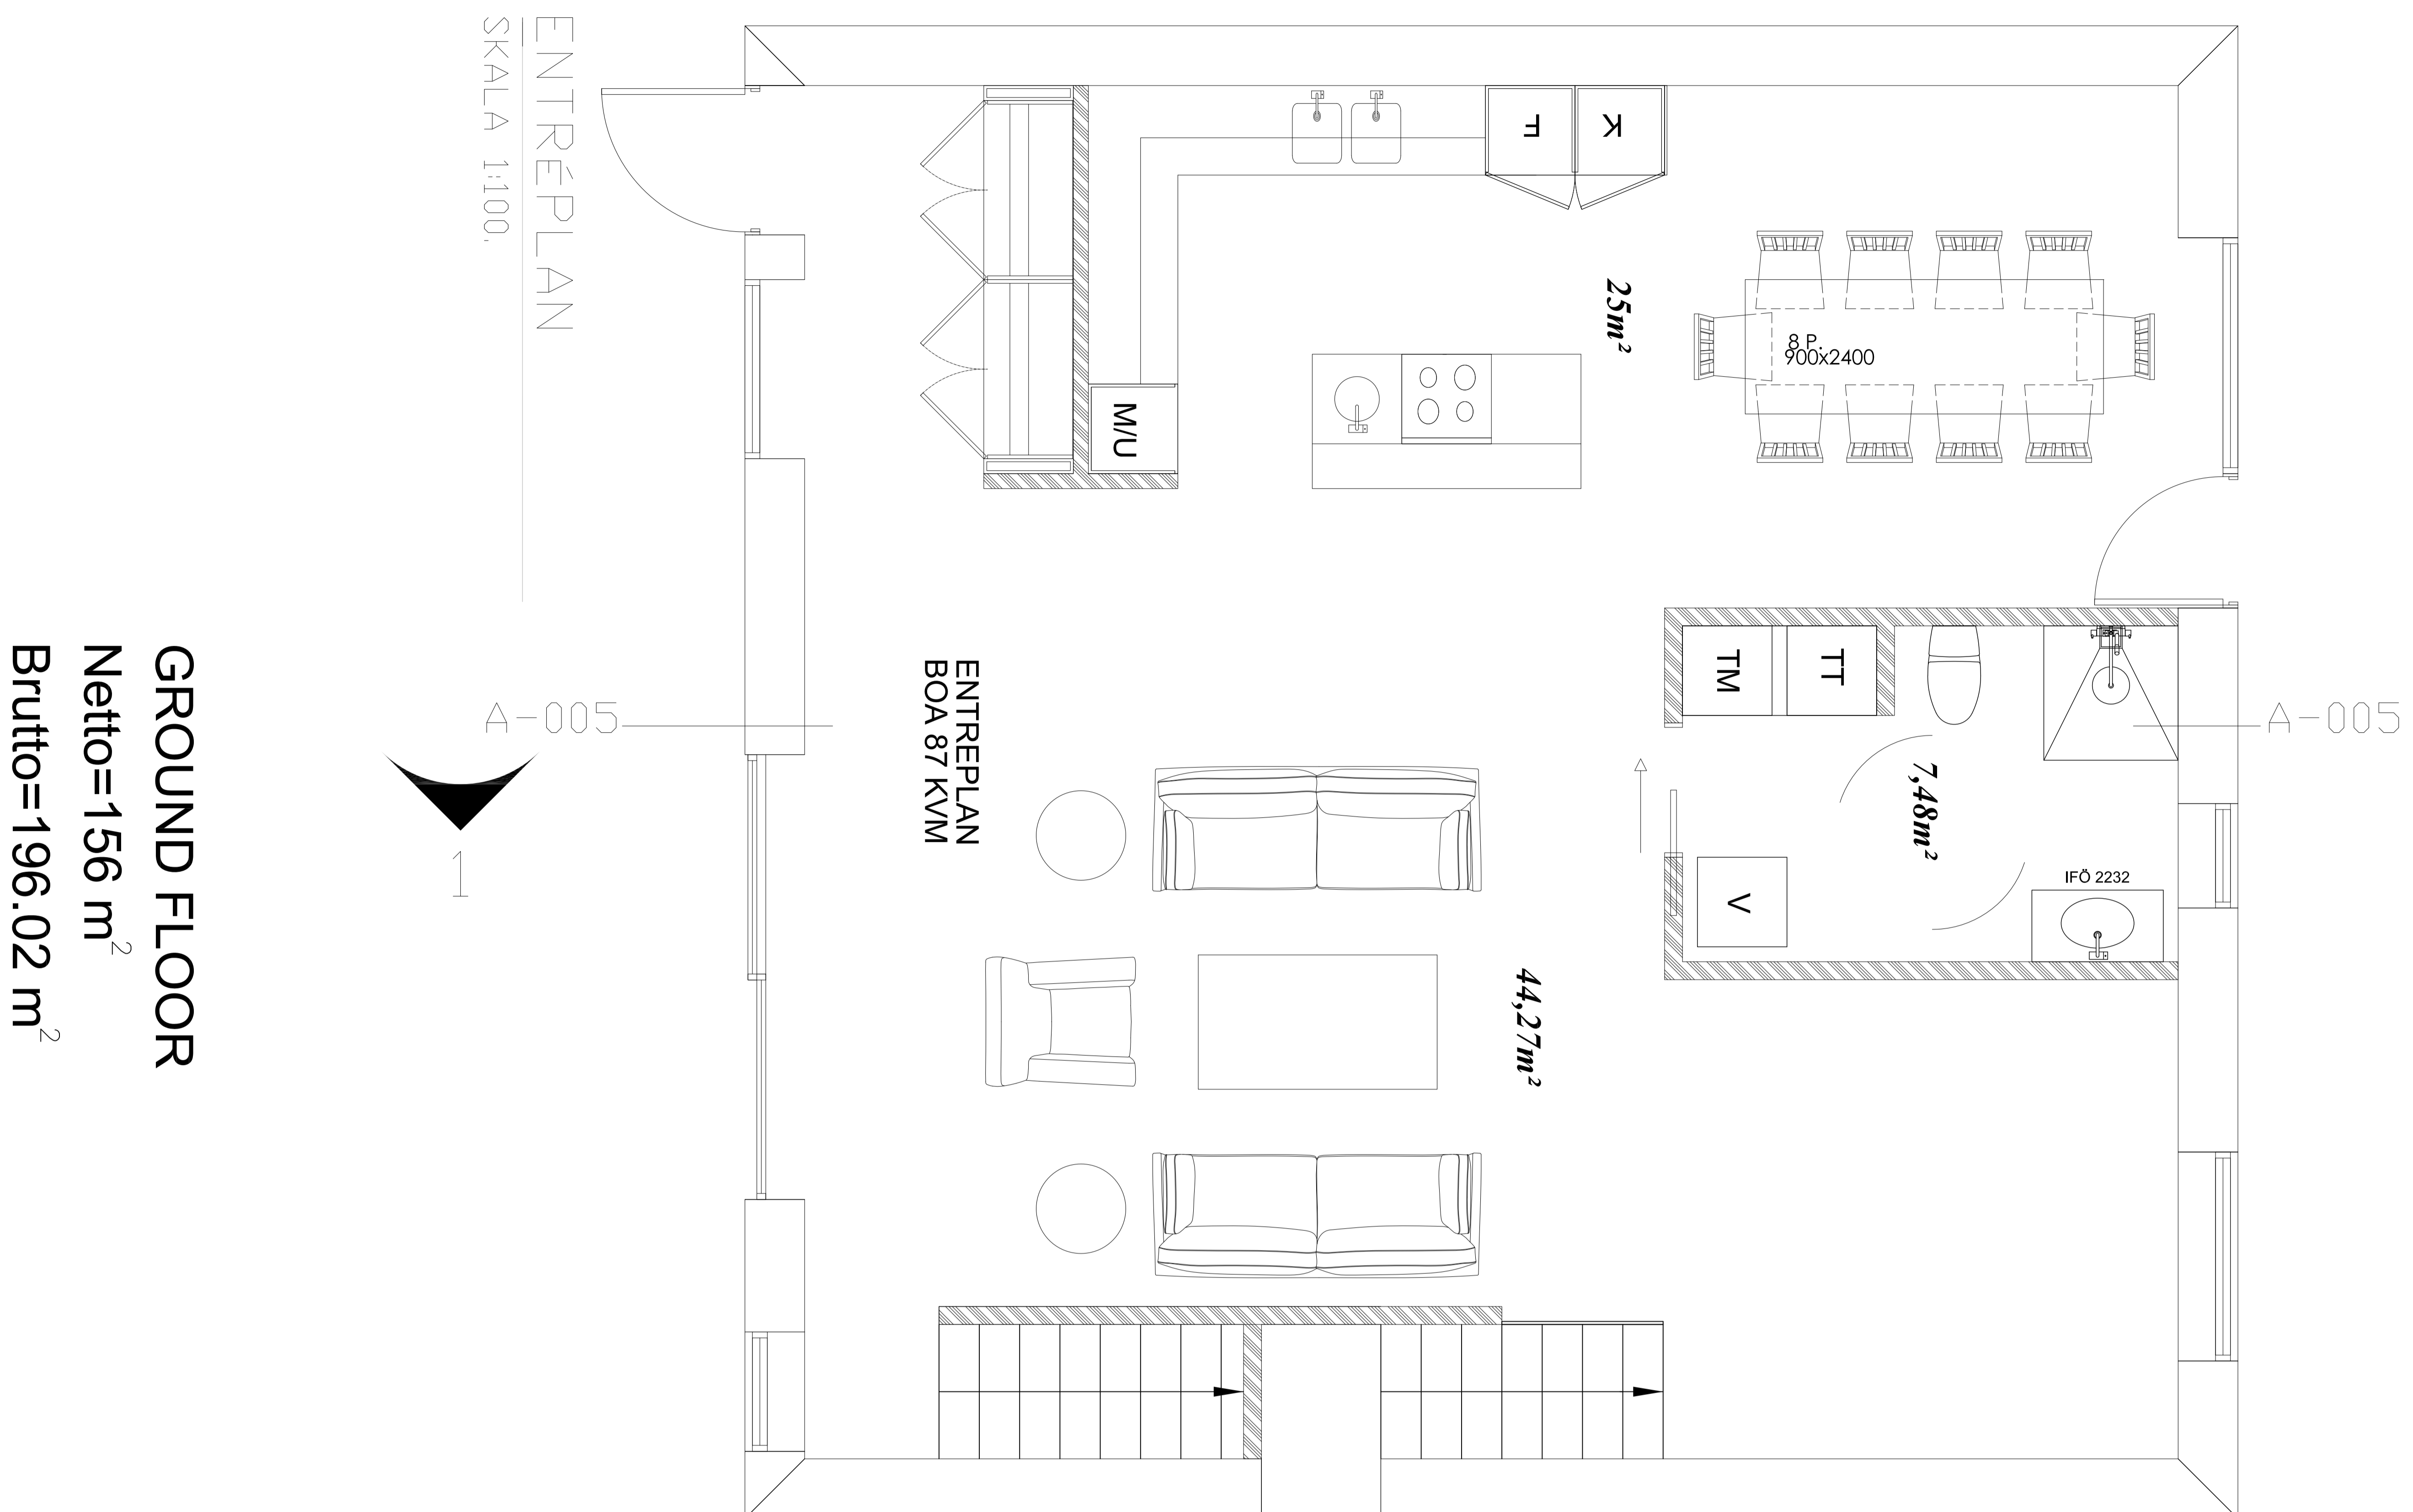 ENTRÉPLAN
SKALA 1:100.
GROUND FLOOR
Netto=156 m²
Brutto=196.02 m²
A-005
1
ENTREPLAN
BOA 87 KVM
F
K
M/U
25m²
8 P.
900x2400
TM
TT
7,48m²
V
IFÖ 2232
44,27m²
A-005